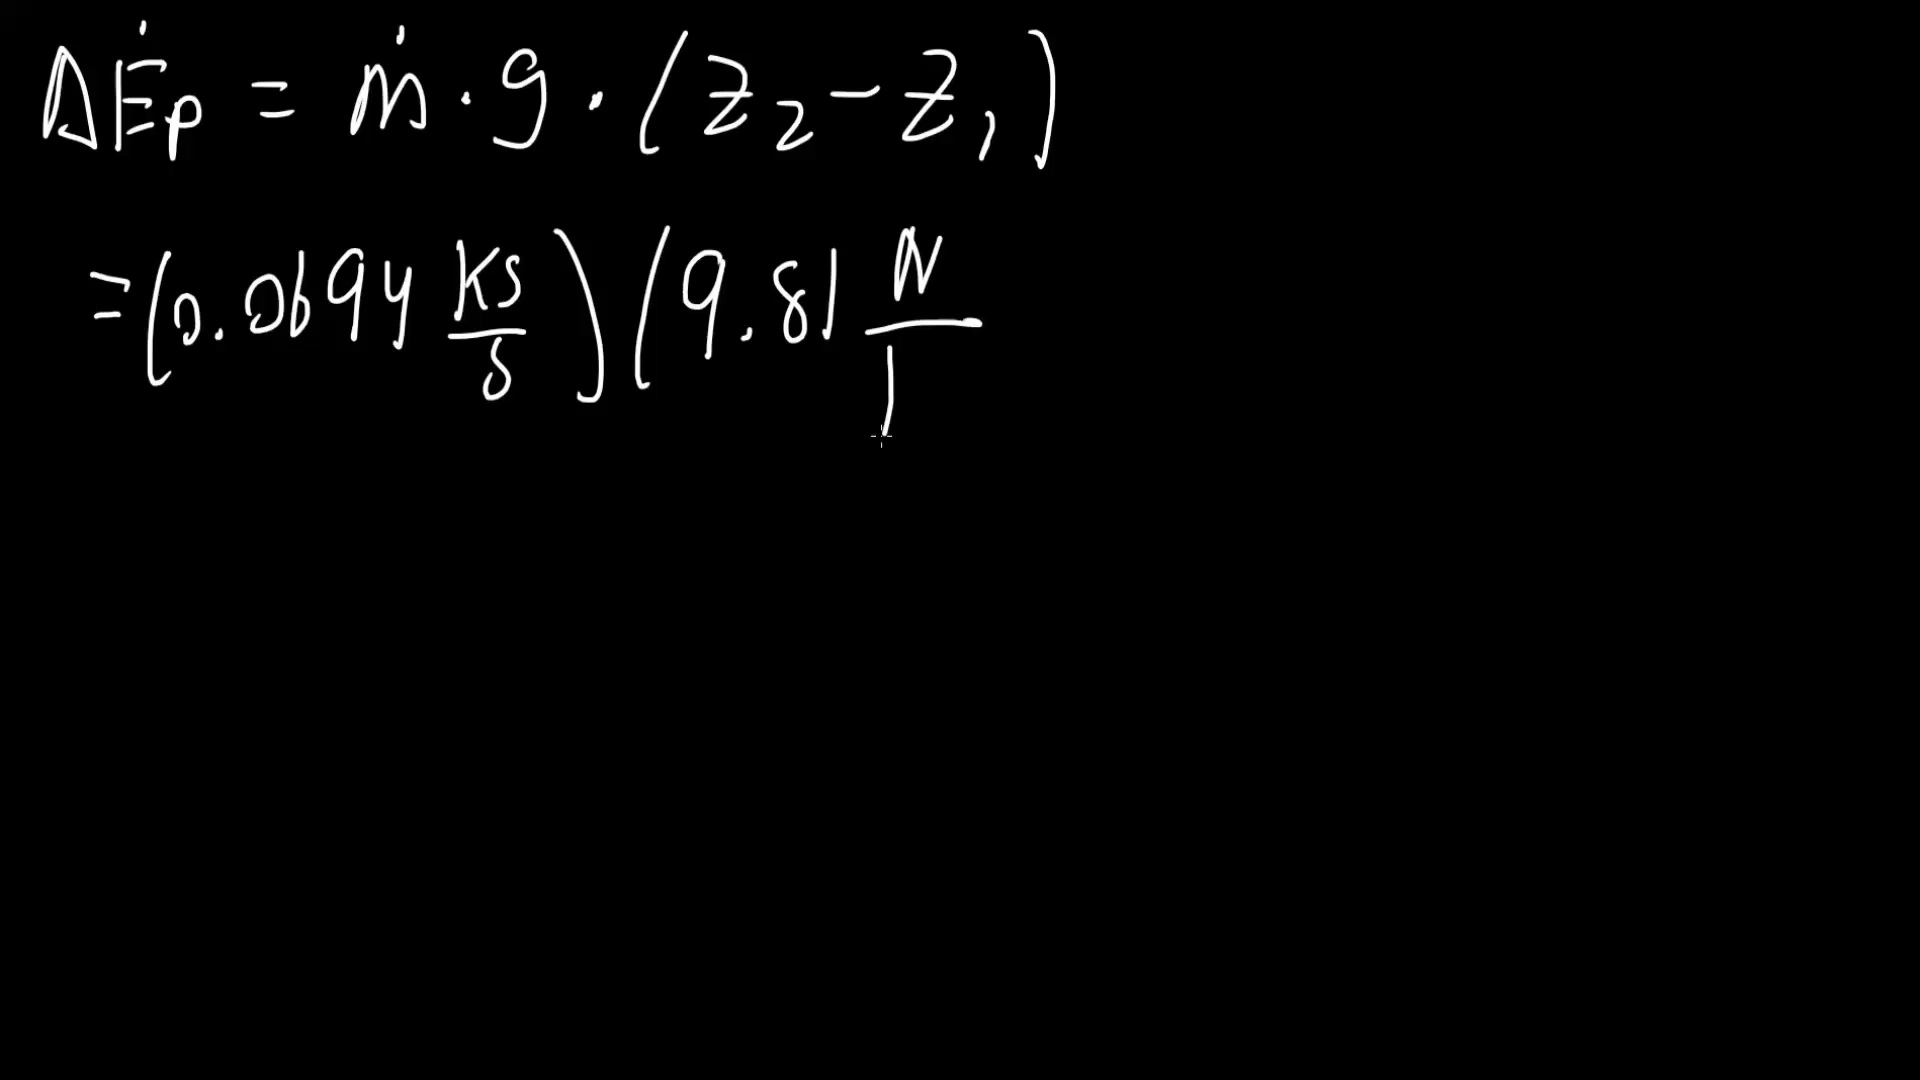 ΔĖp = ṁ · g · (z₂ - z₁)
= (0.0694 kg/s) (9.81 N/